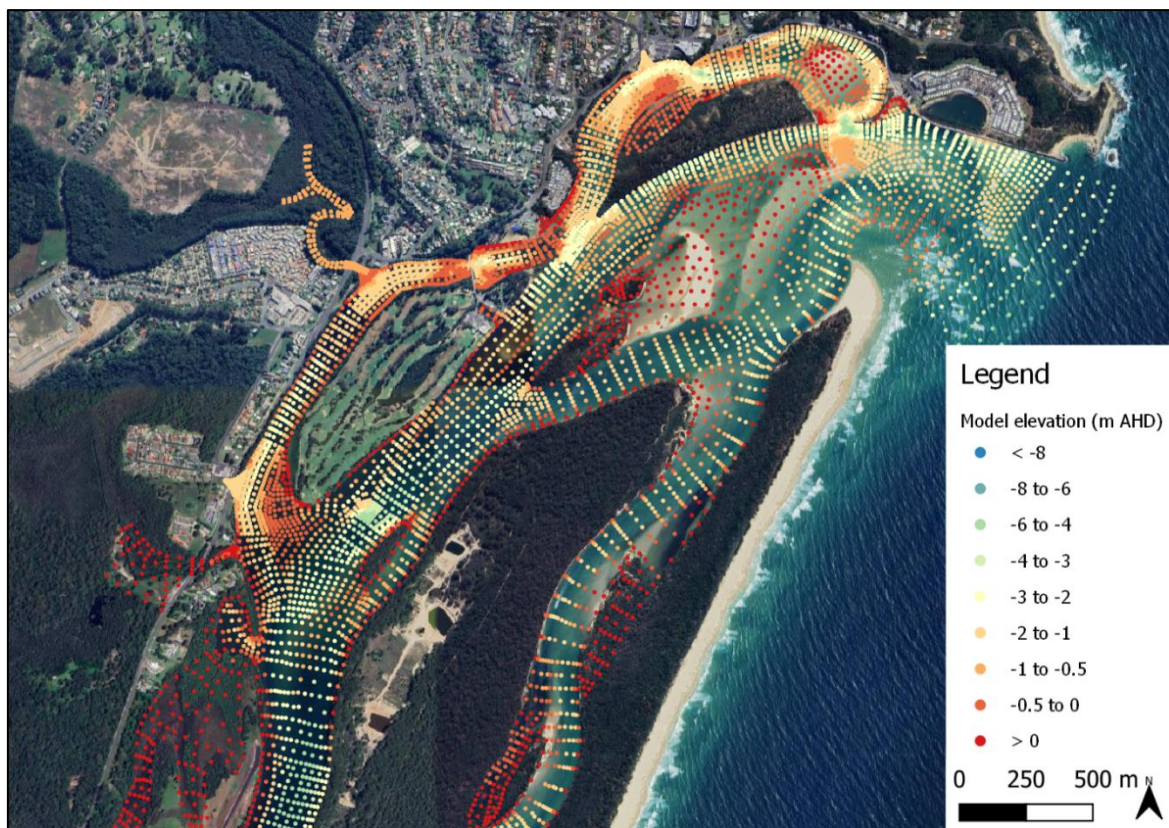 Legend
Model elevation (m AHD)
< -8
-8 to -6
-6 to -4
-4 to -3
-3 to -2
-2 to -1
-1 to -0.5
-0.5 to 0
> 0
0 250 500 m
N